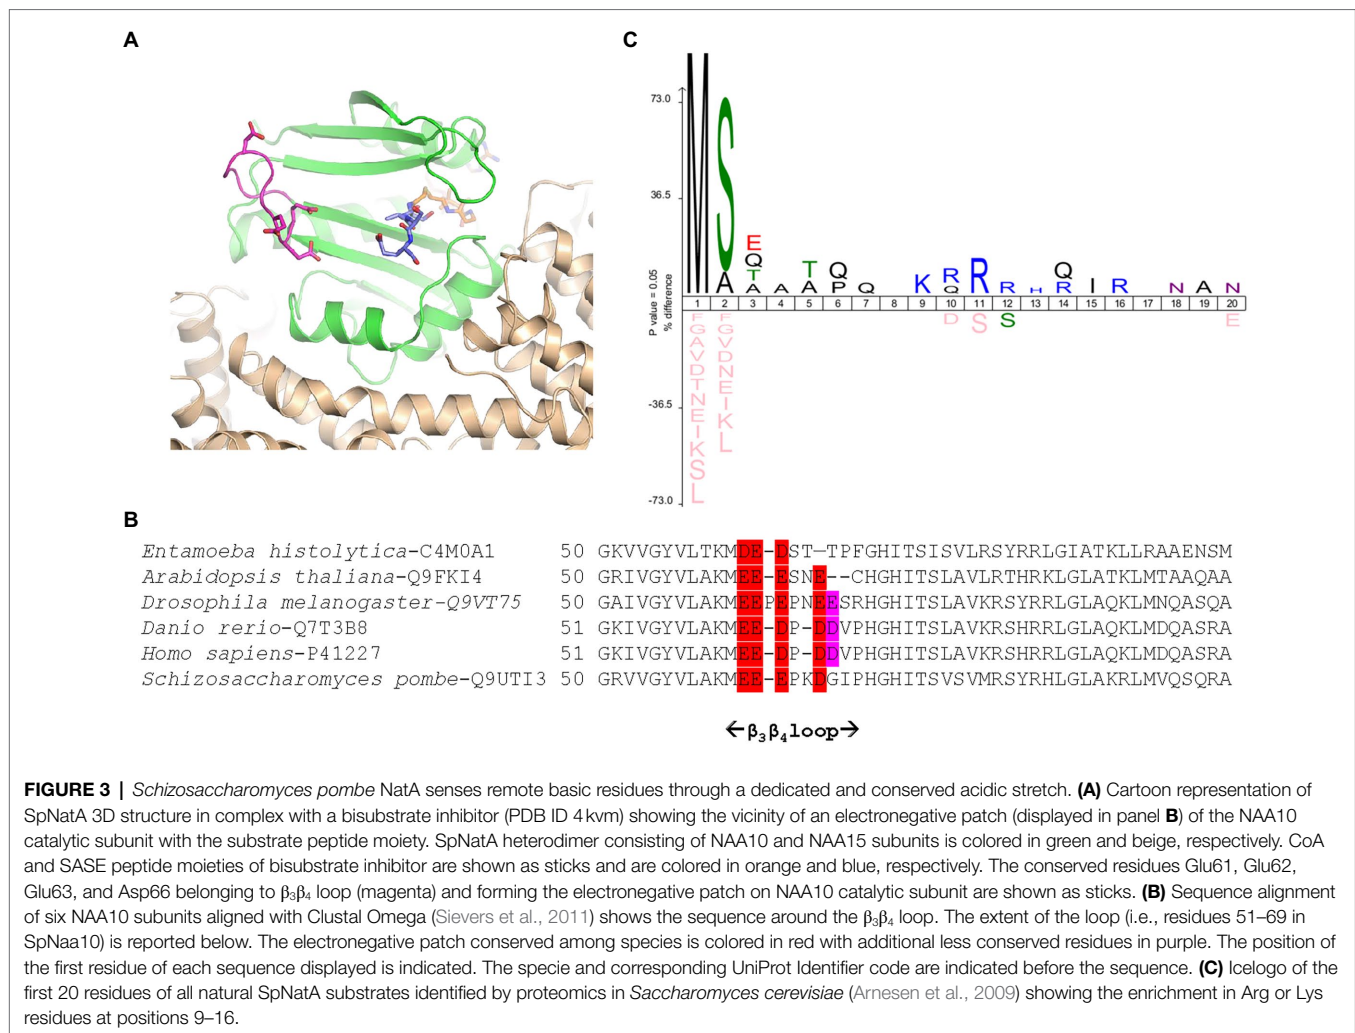 A
C
73.0
36.5
P value = 0.05
% difference
-36.5
-73.0
M S E Q T A A T A Q P Q K R Q R R S H Q R I R N A N
1 2 3 4 5 6 7 8 9 10 11 12 13 14 15 16 17 18 19 20
F G A V D T N E I K S L
F G V D N E I K L
D S S E
B
Entamoeba histolytica-C4M0A1 50 GKVVGYVLTKMDE-DST-TPFGHITSISVLRSYRRLGIATKLLRAAENSM
Arabidopsis thaliana-Q9FKI4 50 GRIVGYVLAKMEE-ESNE--CHGHITSLAVLRTHRKLGLATKLMTAAQAA
Drosophila melanogaster-Q9VT75 50 GAIVGYVLAKMEEPEPNEESRHGHITSLAVKRSYRRLGLAQKLMNQASQA
Danio rerio-Q7T3B8 51 GKIVGYVLAKMEE-DP-DDVPHGHITSLAVKRSHRRLGLAQKLMDQASRA
Homo sapiens-P41227 51 GKIVGYVLAKMEE-DP-DDVPHGHITSLAVKRSHRRLGLAQKLMDQASRA
Schizosaccharomyces pombe-Q9UTI3 50 GRVVGYVLAKMEE-EPKDGIPHGHITSVSVMRSYRHLGLAKRLMVQSQRA
←β₃β₄loop→
FIGURE 3 | Schizosaccharomyces pombe NatA senses remote basic residues through a dedicated and conserved acidic stretch. (A) Cartoon representation of
SpNatA 3D structure in complex with a bisubstrate inhibitor (PDB ID 4kvm) showing the vicinity of an electronegative patch (displayed in panel B) of the NAA10
catalytic subunit with the substrate peptide moiety. SpNatA heterodimer consisting of NAA10 and NAA15 subunits is colored in green and beige, respectively. CoA
and SASE peptide moieties of bisubstrate inhibitor are shown as sticks and are colored in orange and blue, respectively. The conserved residues Glu61, Glu62,
Glu63, and Asp66 belonging to β₃β₄ loop (magenta) and forming the electronegative patch on NAA10 catalytic subunit are shown as sticks. (B) Sequence alignment
of six NAA10 subunits aligned with Clustal Omega (Sievers et al., 2011) shows the sequence around the β₃β₄ loop. The extent of the loop (i.e., residues 51–69 in
SpNaa10) is reported below. The electronegative patch conserved among species is colored in red with additional less conserved residues in purple. The position of
the first residue of each sequence displayed is indicated. The specie and corresponding UniProt Identifier code are indicated before the sequence. (C) Icelogo of the
first 20 residues of all natural SpNatA substrates identified by proteomics in Saccharomyces cerevisiae (Arnesen et al., 2009) showing the enrichment in Arg or Lys
residues at positions 9–16.